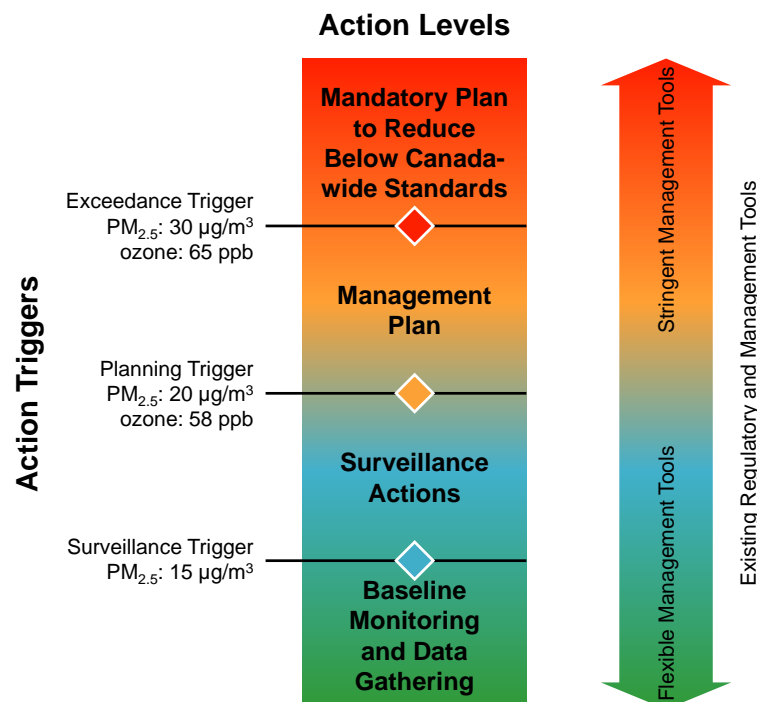 Action Levels
Mandatory Plan
to Reduce
Below Canada-
wide Standards
Exceedance Trigger
PM2.5: 30 µg/m³
ozone: 65 ppb
Management
Plan
Planning Trigger
PM2.5: 20 µg/m³
ozone: 58 ppb
Surveillance
Actions
Surveillance Trigger
PM2.5: 15 µg/m³
Baseline
Monitoring
and Data
Gathering
Action Triggers
Stringent Management Tools
Flexible Management Tools
Existing Regulatory and Management Tools